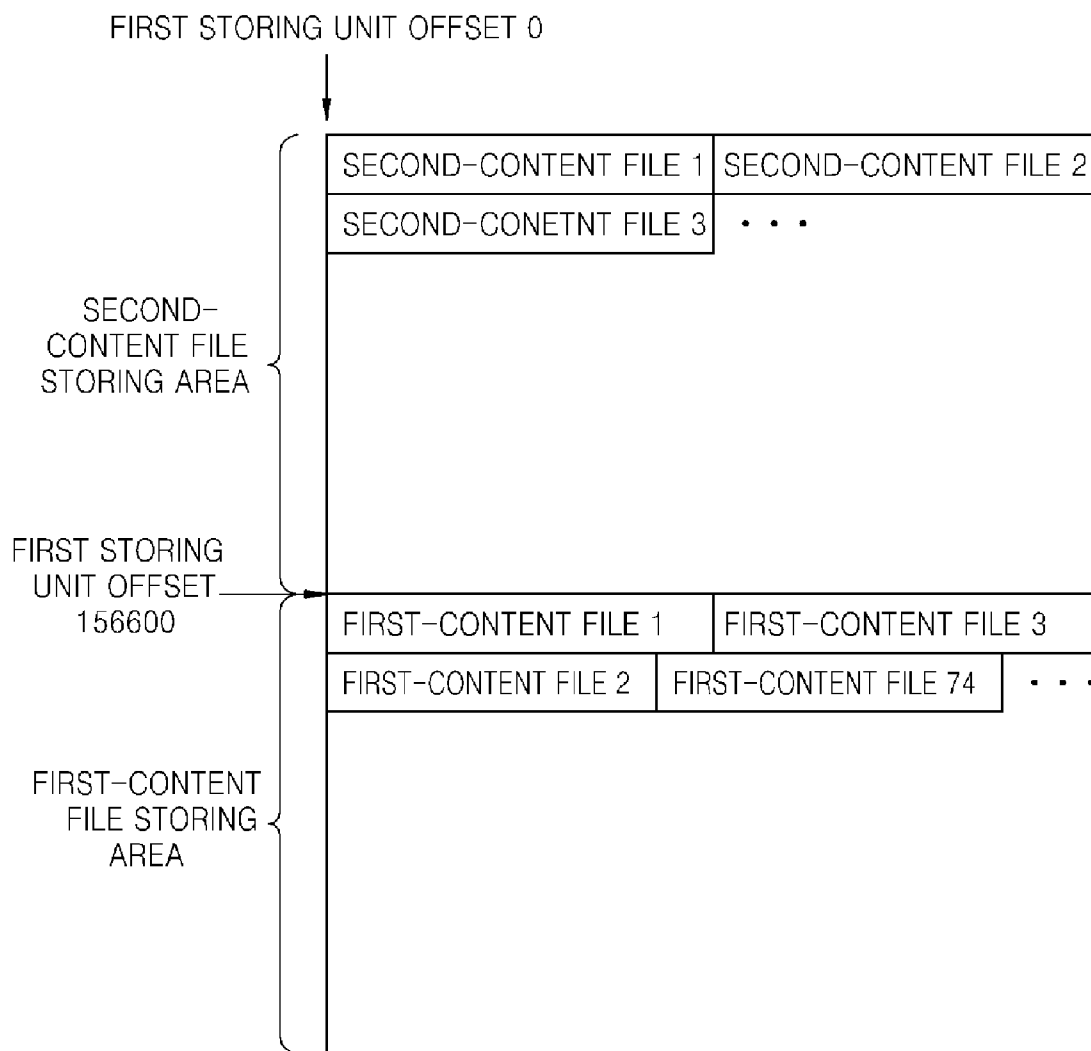 FIRST STORING UNIT OFFSET 0
SECOND-CONTENT FILE 1 SECOND-CONTENT FILE 2
SECOND-CONETNT FILE 3 • • •
SECOND-
CONTENT FILE
STORING AREA
FIRST STORING
UNIT OFFSET
156600
FIRST-CONTENT FILE 1 FIRST-CONTENT FILE 3
FIRST-CONTENT FILE 2 FIRST-CONTENT FILE 74 • • •
FIRST-CONTENT
FILE STORING
AREA